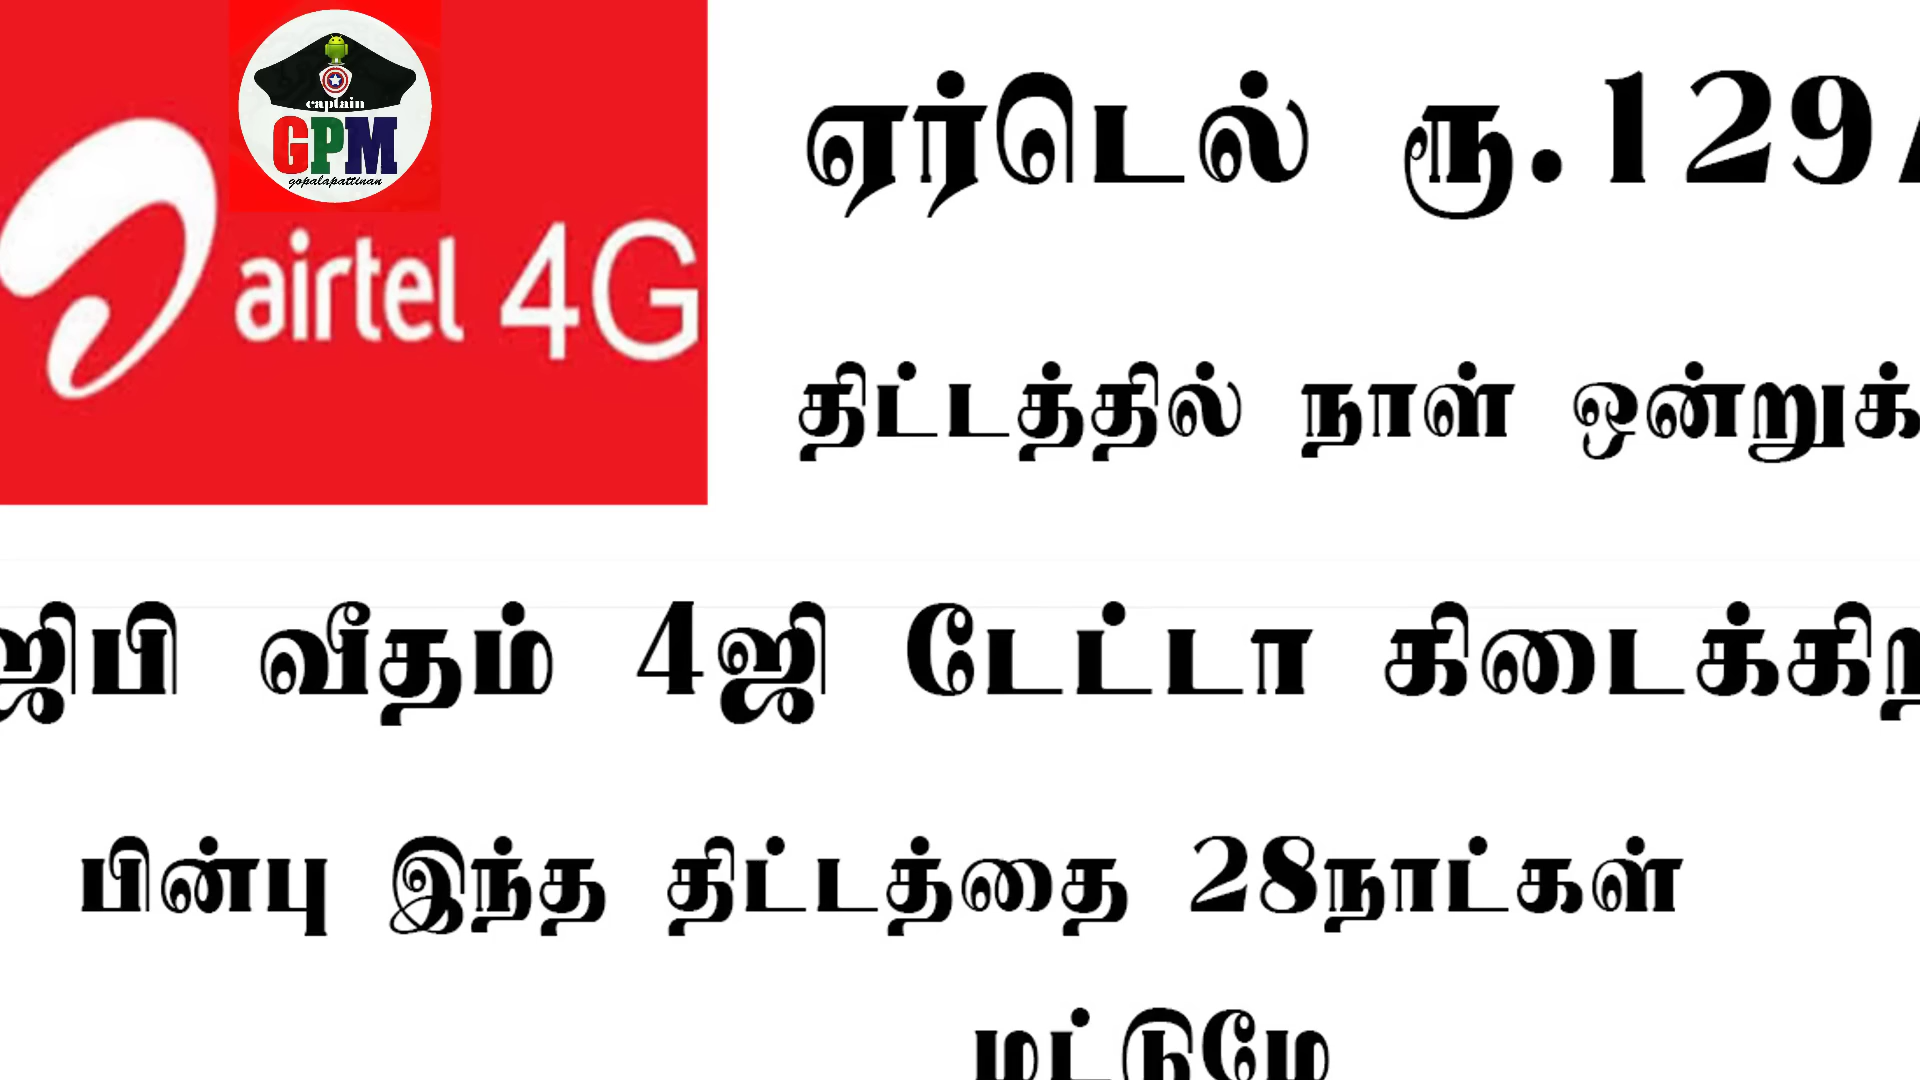 captain
GPM
gopalapattinan
airtel 4G
ஏர்டெல் ரூ.129/
திட்டத்தில் நாள் ஒன்றுக்
ஜிபி வீதம் 4ஜி டேட்டா கிடைக்கிற
பின்பு இந்த திட்டத்தை 28நாட்கள்
மட்டுமே